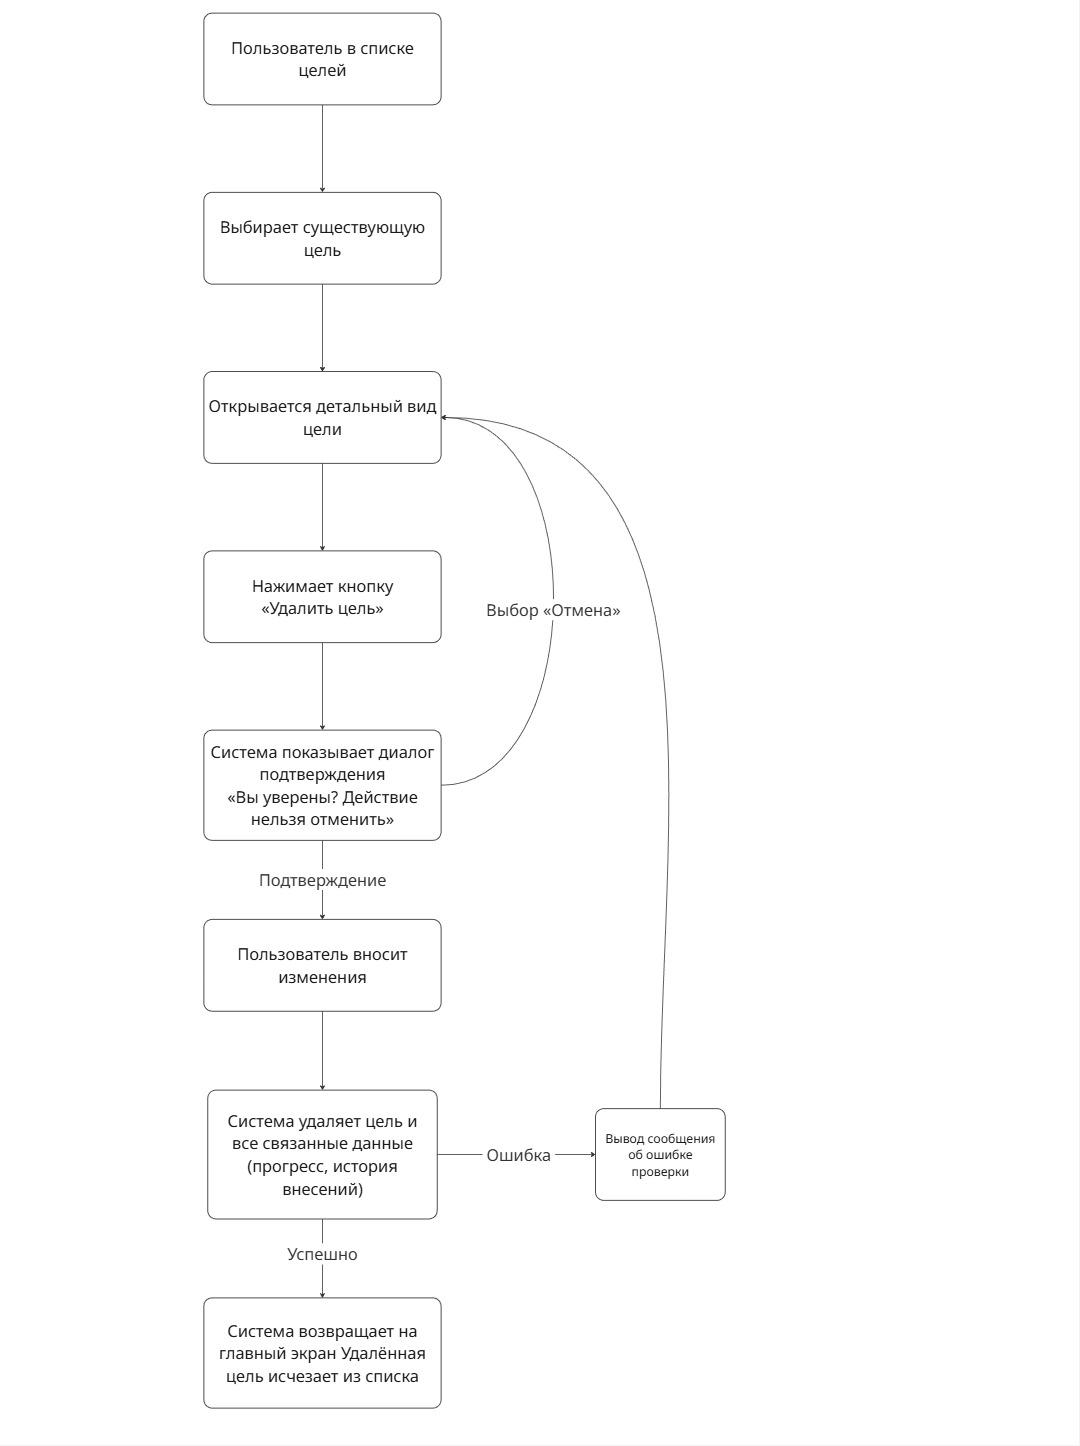 Пользователь в списке
целей
Выбирает существующую
цель
Открывается детальный вид
цели
Нажимает кнопку
«Удалить цель»
Выбор «Отмена»
Система показывает диалог
подтверждения
«Вы уверены? Действие
нельзя отменить»
Подтверждение
Пользователь вносит
изменения
Система удаляет цель и
все связанные данные
(прогресс, история
внесений)
Ошибка
Вывод сообщения
об ошибке
проверки
Успешно
Система возвращает на
главный экран Удалённая
цель исчезает из списка